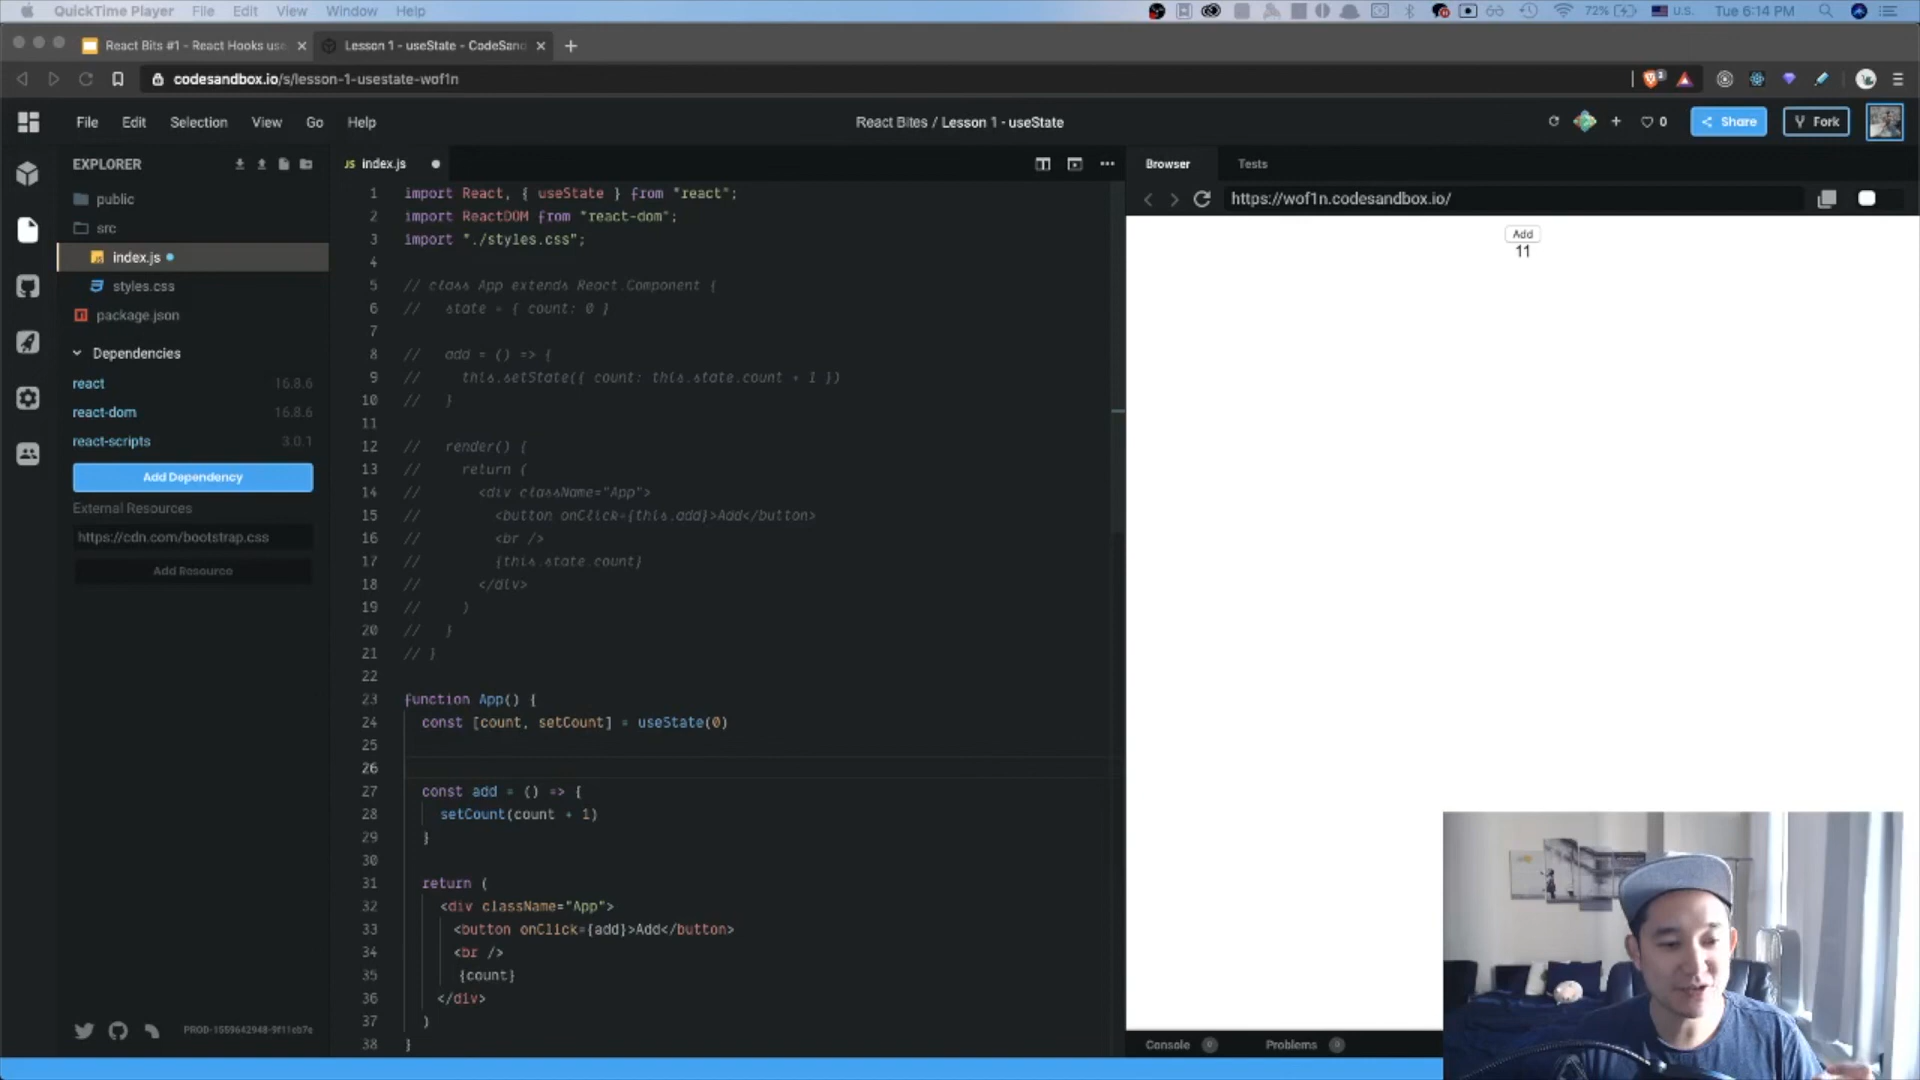 QuickTime Player File Edit View Window Help 72% U.S. Tue 6:14 PM
React Bits #1 - React Hooks use Lesson 1 - useState - CodeSand
codesandbox.io/s/lesson-1-usestate-wof1n
File Edit Selection View Go Help React Bites / Lesson 1 - useState 0 Share Fork
EXPLORER
public
src
index.js
styles.css
package.json
Dependencies
react 16.8.6
react-dom 16.8.6
react-scripts 3.0.1
Add Dependency
External Resources
https://cdn.com/bootstrap.css
Add Resource
PROD-1559642948-9f11cb7c
JS index.js
1 import React, { useState } from "react";
2 import ReactDOM from "react-dom";
3 import "./styles.css";
4
5 // class App extends React.Component {
6 // state = { count: 0 }
7
8 // add = () => {
9 // this.setState({ count: this.state.count + 1 })
10 // }
11
12 // render() {
13 // return (
14 // <div className="App">
15 // <button onClick={this.add}>Add</button>
16 // <br />
17 // {this.state.count}
18 // </div>
19 // )
20 // }
21 // }
22
23 function App() {
24 const [count, setCount] = useState(0)
25
26
27 const add = () => {
28 setCount(count + 1)
29 }
30
31 return (
32 <div className="App">
33 <button onClick={add}>Add</button>
34 <br />
35 {count}
36 </div>
37 )
38 }
Browser Tests
https://wof1n.codesandbox.io/
Add
11
Console 0 Problems 0